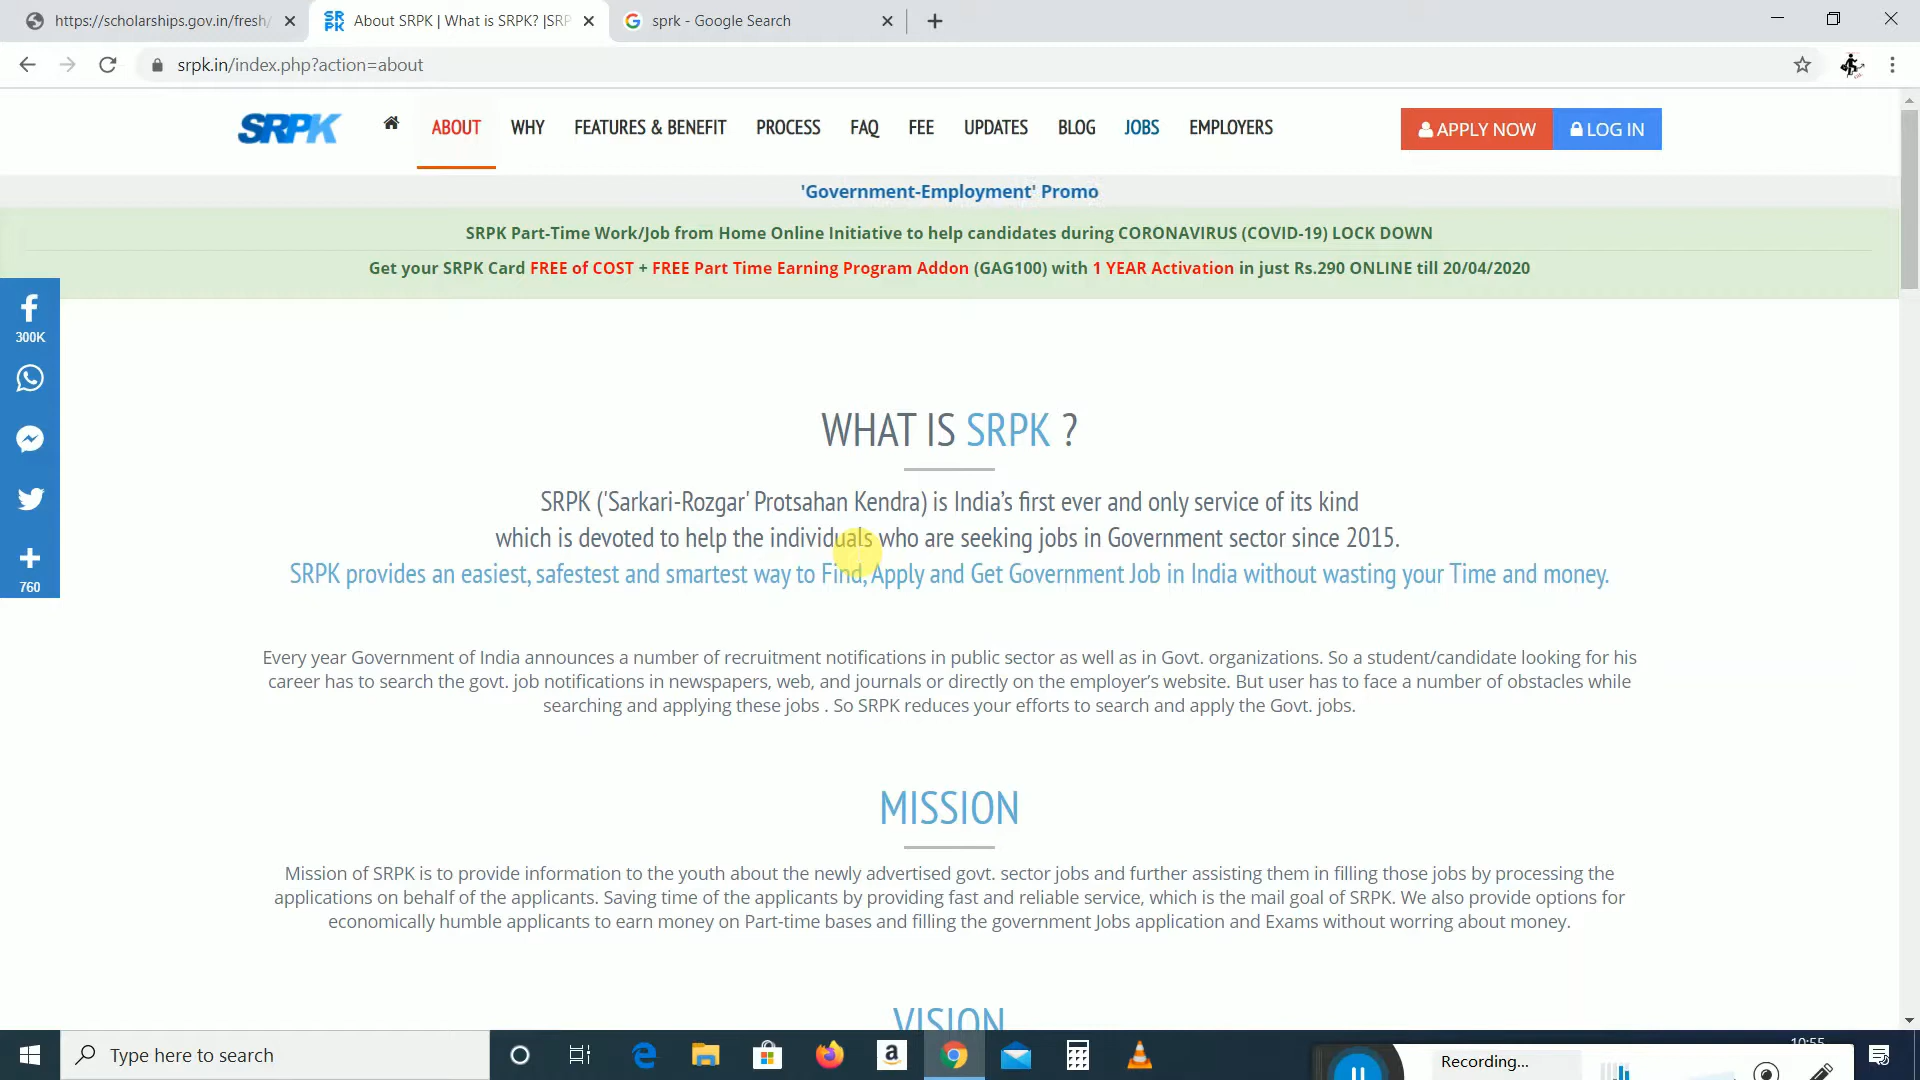 https://scholarships.gov.in/fresh/
About SRPK | What is SRPK? |SRP
sprk - Google Search
srpk.in/index.php?action=about
SRPK
ABOUT
WHY
FEATURES & BENEFIT
PROCESS
FAQ
FEE
UPDATES
BLOG
JOBS
EMPLOYERS
APPLY NOW
LOG IN
'Government-Employment' Promo
SRPK Part-Time Work/Job from Home Online Initiative to help candidates during CORONAVIRUS (COVID-19) LOCK DOWN
Get your SRPK Card FREE of COST + FREE Part Time Earning Program Addon (GAG100) with 1 YEAR Activation in just Rs.290 ONLINE till 20/04/2020
300K
760
WHAT IS SRPK ?
SRPK ('Sarkari-Rozgar' Protsahan Kendra) is India's first ever and only service of its kind
which is devoted to help the individuals who are seeking jobs in Government sector since 2015.
SRPK provides an easiest, safestest and smartest way to Find, Apply and Get Government Job in India without wasting your Time and money.
Every year Government of India announces a number of recruitment notifications in public sector as well as in Govt. organizations. So a student/candidate looking for his
career has to search the govt. job notifications in newspapers, web, and journals or directly on the employer's website. But user has to face a number of obstacles while
searching and applying these jobs . So SRPK reduces your efforts to search and apply the Govt. jobs.
MISSION
Mission of SRPK is to provide information to the youth about the newly advertised govt. sector jobs and further assisting them in filling those jobs by processing the
applications on behalf of the applicants. Saving time of the applicants by providing fast and reliable service, which is the mail goal of SRPK. We also provide options for
economically humble applicants to earn money on Part-time bases and filling the government Jobs application and Exams without worring about money.
VISION
Type here to search
10:55
Recording...